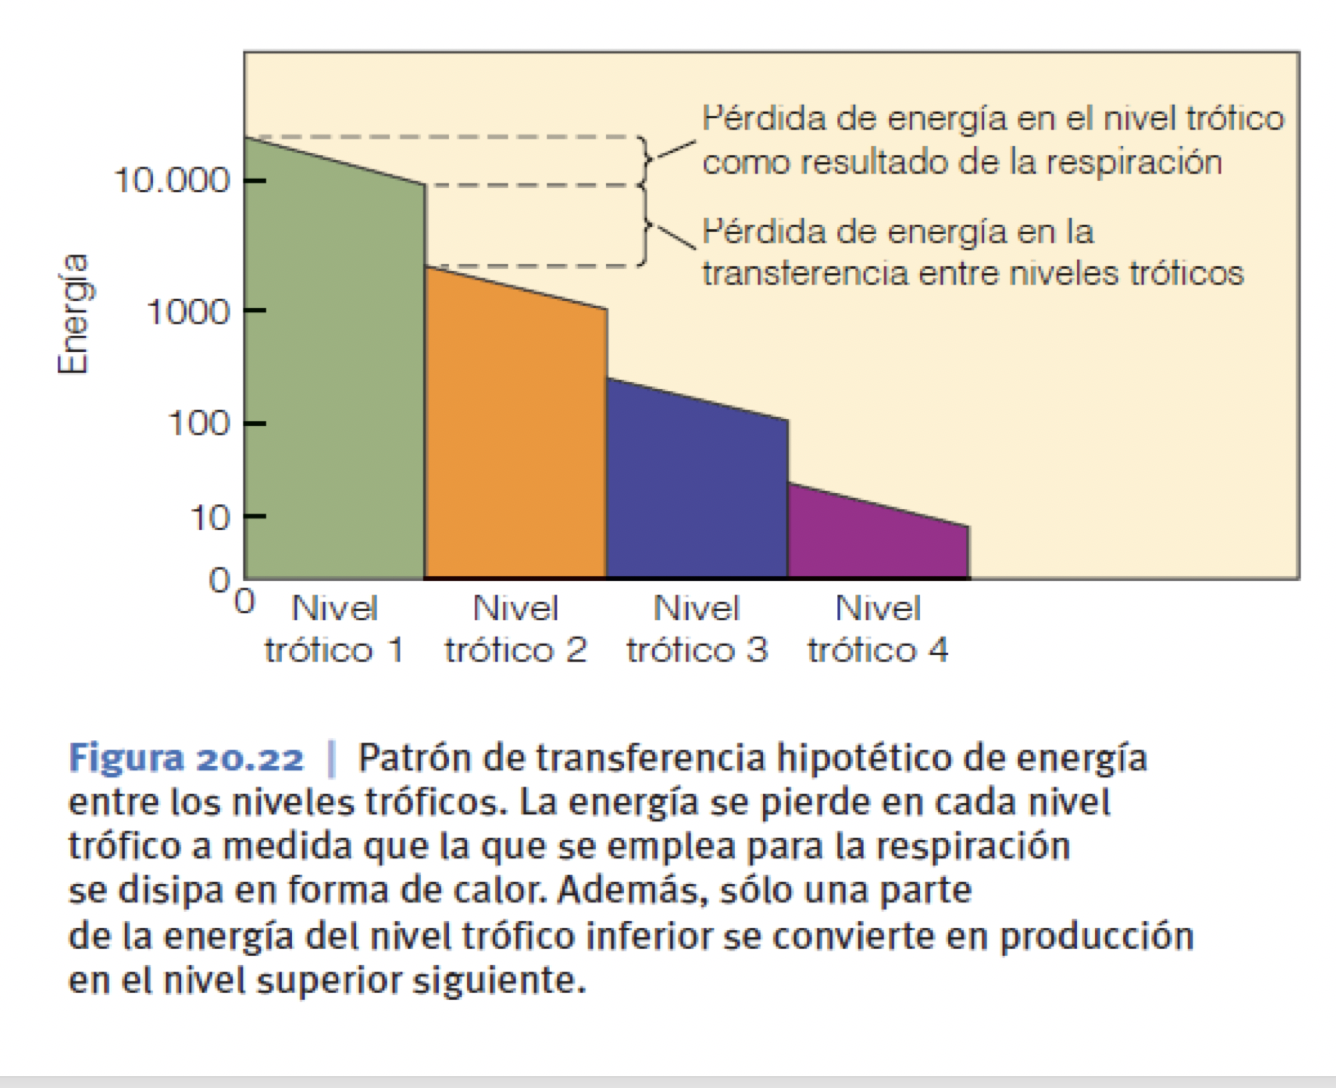 Pérdida de energía en el nivel trófico
como resultado de la respiración
Pérdida de energía en la
transferencia entre niveles tróficos
Energía
10.000
1000
100
10
0
0
Nivel
trófico 1
Nivel
trófico 2
Nivel
trófico 3
Nivel
trófico 4
Figura 20.22 | Patrón de transferencia hipotético de energía
entre los niveles tróficos. La energía se pierde en cada nivel
trófico a medida que la que se emplea para la respiración
se disipa en forma de calor. Además, sólo una parte
de la energía del nivel trófico inferior se convierte en producción
en el nivel superior siguiente.